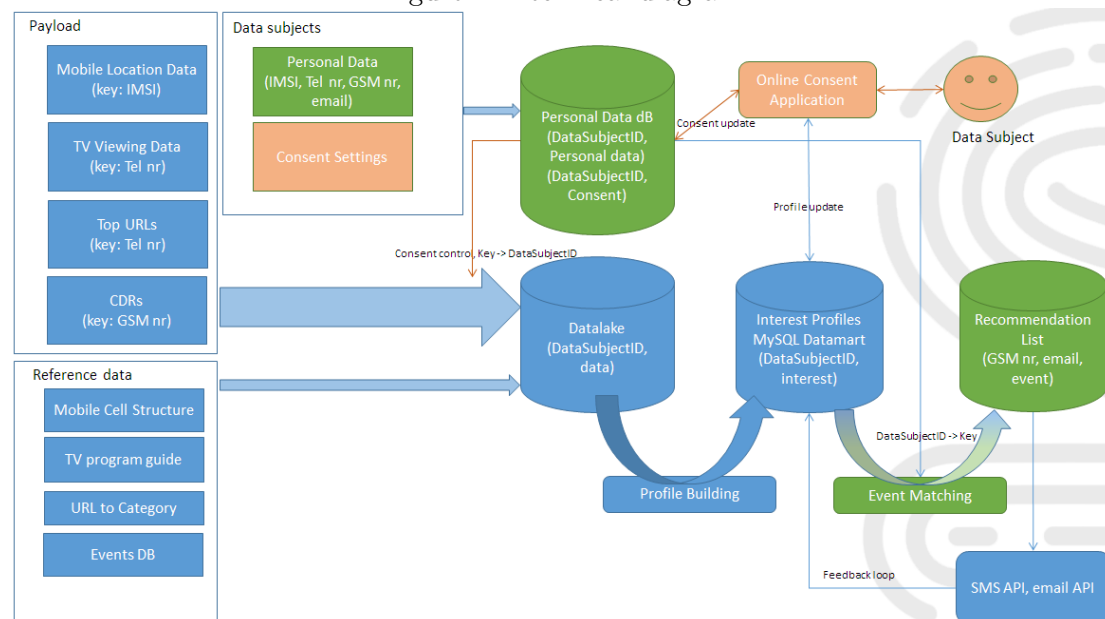 Payload
Mobile Location Data
(key: IMSI)
TV Viewing Data
(key: Tel nr)
Top URLs
(key: Tel nr)
CDRs
(key: GSM nr)
Data subjects
Personal Data
(IMSI, Tel nr, GSM nr,
email)
Consent Settings
Personal Data dB
(DataSubjectID,
Personal data)
(DataSubjectID,
Consent)
Online Consent
Application
Data Subject
Consent update
Profile update
Consent control, Key -> DataSubjectID
Datalake
(DataSubjectID,
data)
Interest Profiles
MySQL Datamart
(DataSubjectID,
interest)
Recommendation
List
(GSM nr, email,
event)
Reference data
Mobile Cell Structure
TV program guide
URL to Category
Events DB
DataSubjectID -> Key
Profile Building
Event Matching
Feedback loop
SMS API, email API